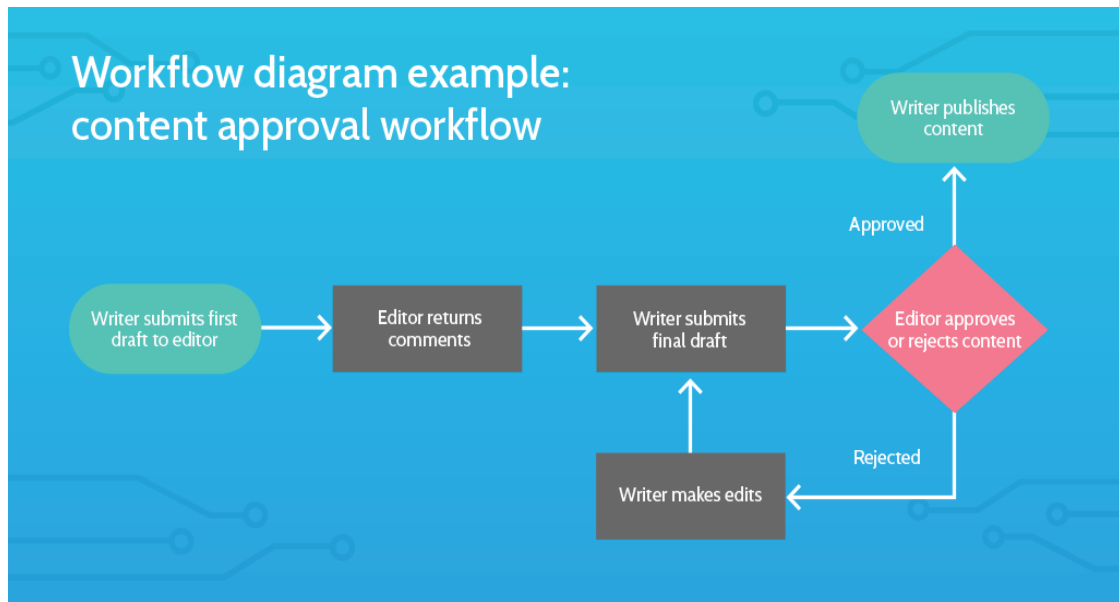 Workflow diagram example:
content approval workflow
Writer publishes
content
Approved
Writer submits first
draft to editor
Editor returns
comments
Writer submits
final draft
Editor approves
or rejects content
Rejected
Writer makes edits